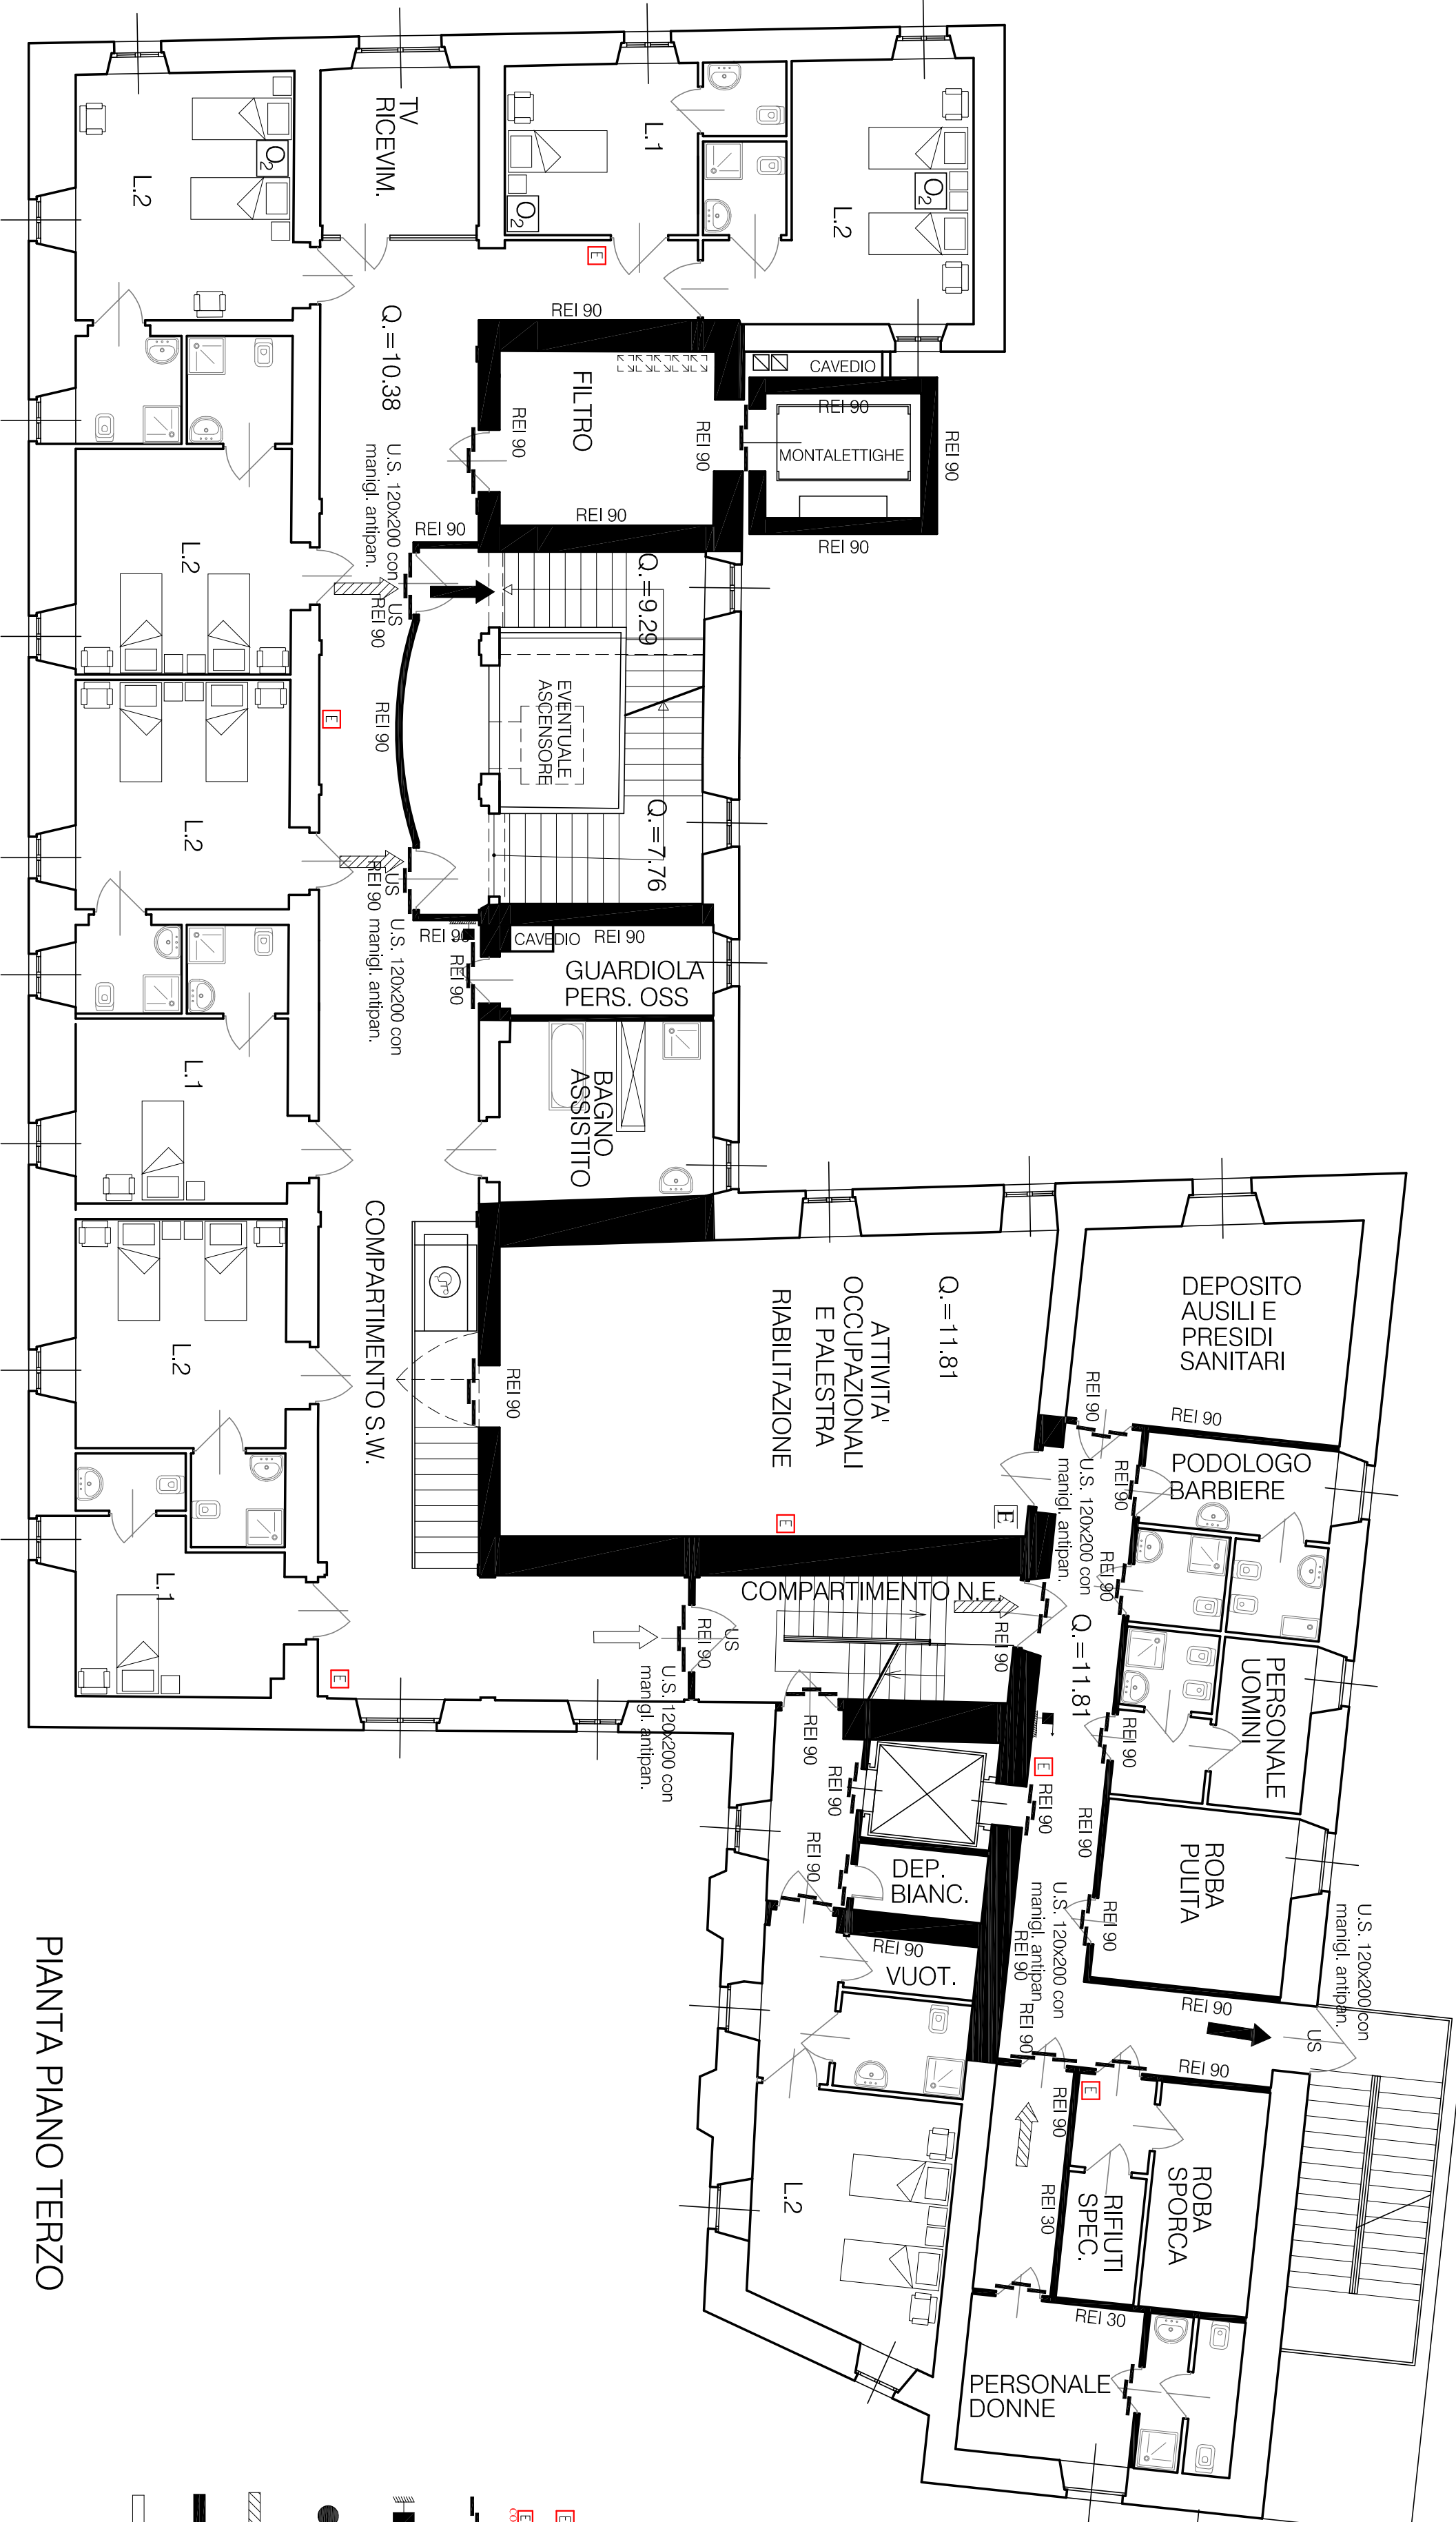 TV
RICEVIM.
L.1
L.2
O2
O2
O2
L.2
E
REI 90
Q.=10.38
FILTRO
REI 90
REI 90
REI 90
REI 90
CAVEDIO
REI 90
MONTALETTIGHE
REI 90
REI 90
U.S. 120x200 con
manigl. antipan.
US
REI 90
L.2
Q.=9.29
EVENTUALE
ASCENSORE
Q.=7.76
REI 90
E
L.2
US
REI 90
U.S. 120x200 con
manigl. antipan.
REI 90
REI 90
CAVEDIO
REI 90
GUARDIOLA
PERS. OSS
L.1
BAGNO
ASSISTITO
COMPARTIMENTO S.W.
L.2
REI 90
Q.=11.81
ATTIVITA'
OCCUPAZIONALI
E PALESTRA
RIABILITAZIONE
E
E
DEPOSITO
AUSILI E
PRESIDI
SANITARI
REI 90
REI 90
PODOLOGO
BARBIERE
REI 90
U.S. 120x200 con
manigl. antipan.
REI 90
L.1
E
COMPARTIMENTO N.E.
US
REI 90
U.S. 120x200 con
manigl. antipan.
REI 90
Q.=11.81
PERSONALE
UOMINI
REI 90
REI 90
REI 90
REI 90
E
REI 90
REI 90
ROBA
PULITA
REI 90
DEP.
BIANC.
REI 90
VUOT.
U.S. 120x200 con
manigl. antipan.
REI 90
REI 90
U.S. 120x200 con
manigl. antipan.
REI 90
US
REI 90
E
REI 90
REI 30
ROBA
SPORCA
RIFIUTI
SPEC.
L.2
REI 30
PERSONALE
DONNE
PIANTA PIANO TERZO
E
E